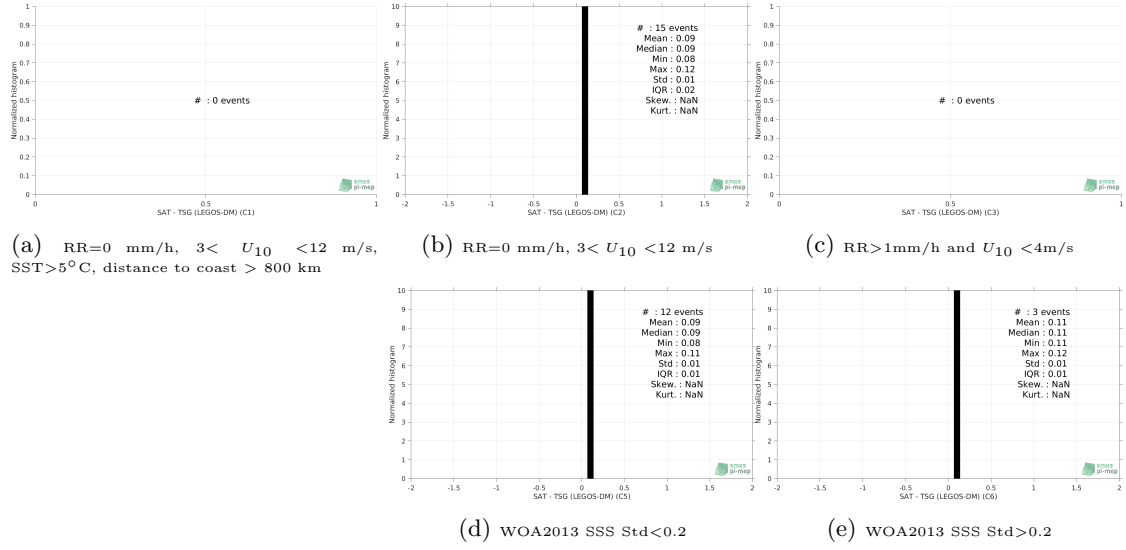 1
0.9
0.8
0.7
0.6
0.5
0.4
0.3
0.2
0.1
0
Normalized histogram
# : 0 events
0
0.5
1
SAT - TSG (LEGOS-DM) (C1)
smos
pi-mep
(a) RR=0 mm/h, 3< U10 <12 m/s,
SST>5°C, distance to coast > 800 km
10
9
8
7
6
5
4
3
2
1
0
Normalized histogram
# : 15 events
Mean : 0.09
Median : 0.09
Min : 0.08
Max : 0.12
Std : 0.01
IQR : 0.02
Skew. : NaN
Kurt. : NaN
-2
-1.5
-1
-0.5
0
0.5
1
1.5
2
SAT - TSG (LEGOS-DM) (C2)
smos
pi-mep
(b) RR=0 mm/h, 3< U10 <12 m/s
1
0.9
0.8
0.7
0.6
0.5
0.4
0.3
0.2
0.1
0
Normalized histogram
# : 0 events
0
0.5
1
SAT - TSG (LEGOS-DM) (C3)
smos
pi-mep
(c) RR>1mm/h and U10 <4m/s
10
9
8
7
6
5
4
3
2
1
0
Normalized histogram
# : 12 events
Mean : 0.09
Median : 0.09
Min : 0.08
Max : 0.11
Std : 0.01
IQR : 0.01
Skew. : NaN
Kurt. : NaN
-2
-1.5
-1
-0.5
0
0.5
1
1.5
2
SAT - TSG (LEGOS-DM) (C5)
smos
pi-mep
(d) WOA2013 SSS Std<0.2
10
9
8
7
6
5
4
3
2
1
0
Normalized histogram
# : 3 events
Mean : 0.11
Median : 0.11
Min : 0.11
Max : 0.12
Std : 0.01
IQR : 0.01
Skew. : NaN
Kurt. : NaN
-2
-1.5
-1
-0.5
0
0.5
1
1.5
2
SAT - TSG (LEGOS-DM) (C6)
smos
pi-mep
(e) WOA2013 SSS Std>0.2